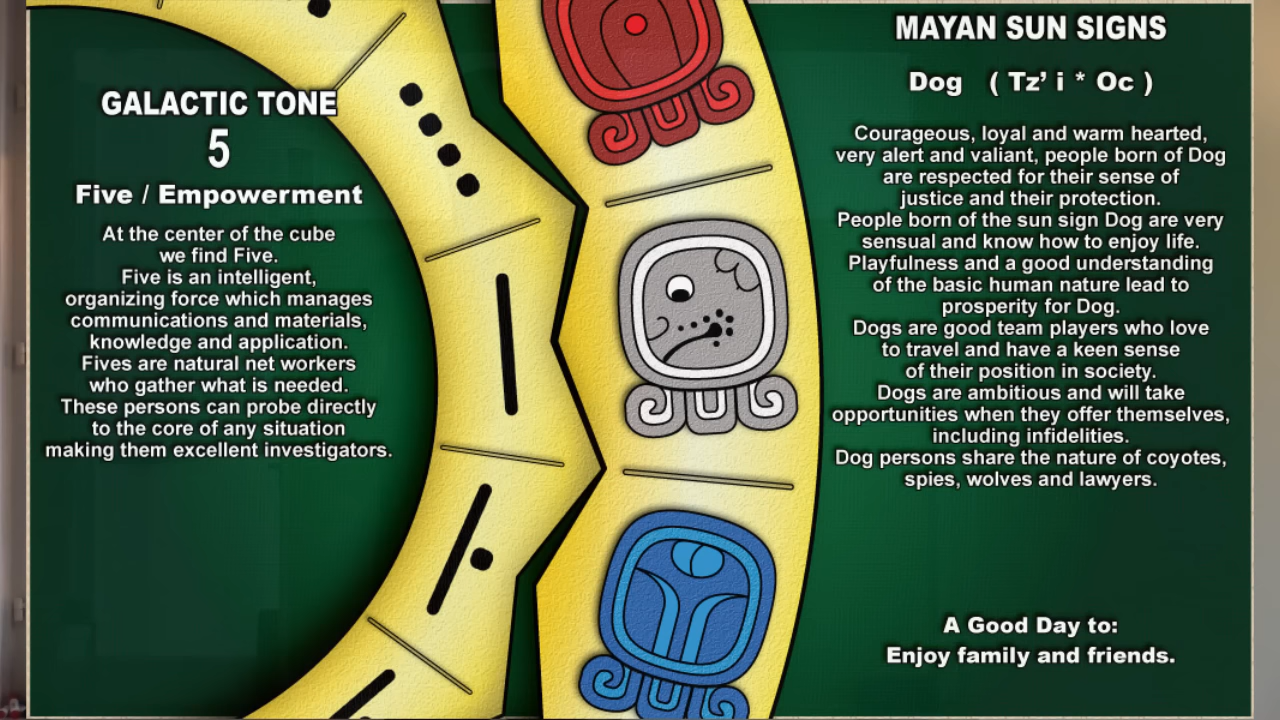 GALACTIC TONE
5
Five / Empowerment
At the center of the cube
we find Five.
Five is an intelligent,
organizing force which manages
communications and materials,
knowledge and application.
Fives are natural net workers
who gather what is needed.
These persons can probe directly
to the core of any situation
making them excellent investigators.
MAYAN SUN SIGNS
Dog ( Tz’ i * Oc )
Courageous, loyal and warm hearted,
very alert and valiant, people born of Dog
are respected for their sense of
justice and their protection.
People born of the sun sign Dog are very
sensual and know how to enjoy life.
Playfulness and a good understanding
of the basic human nature lead to
prosperity for Dog.
Dogs are good team players who love
to travel and have a keen sense
of their position in society.
Dogs are ambitious and will take
opportunities when they offer themselves,
including infidelities.
Dog persons share the nature of coyotes,
spies, wolves and lawyers.
A Good Day to:
Enjoy family and friends.